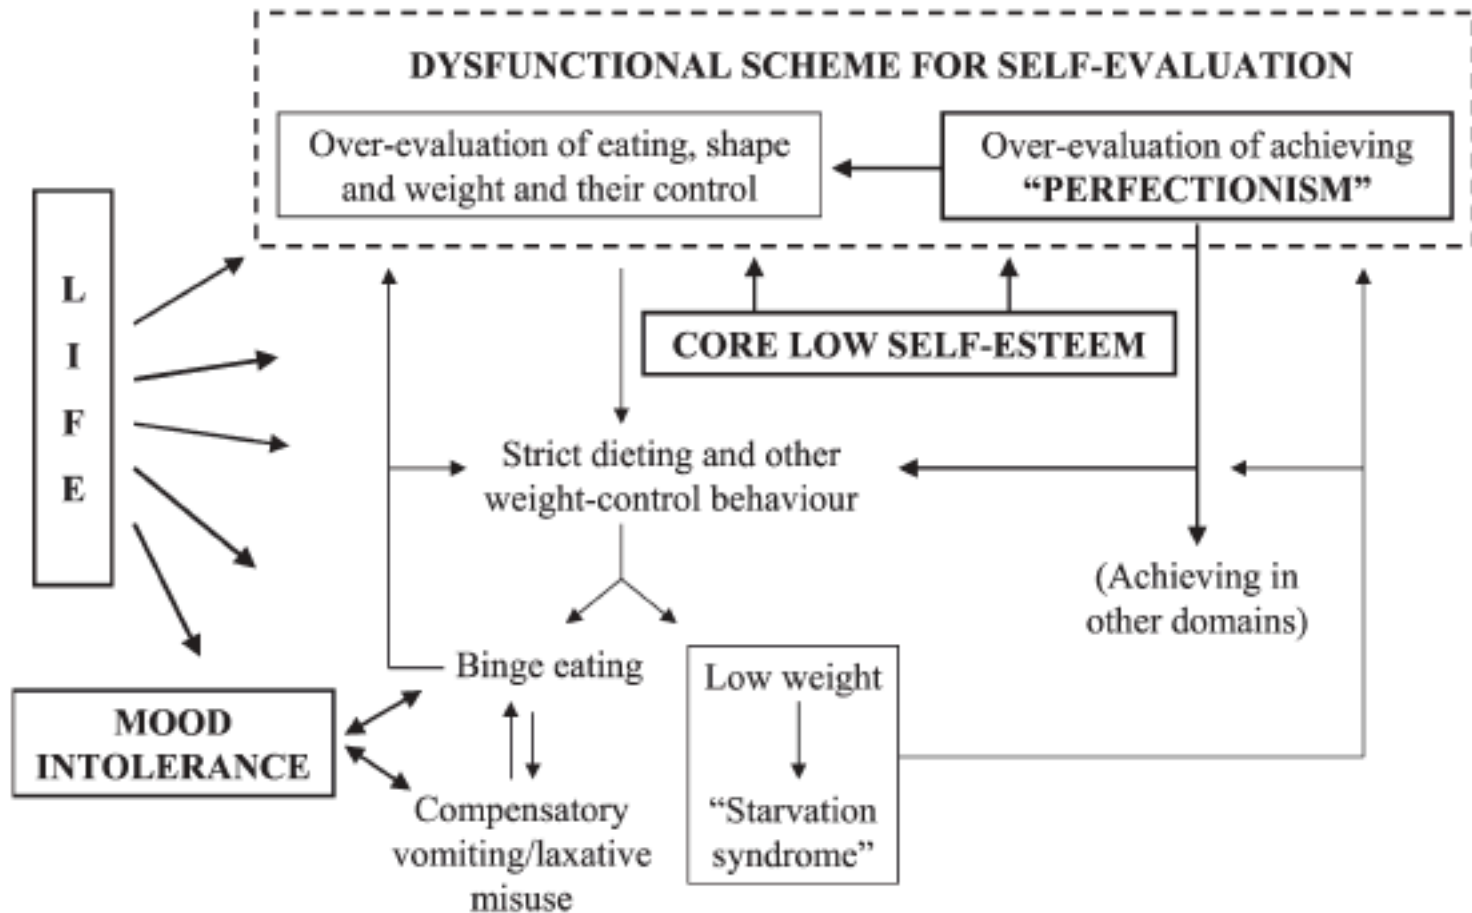 DYSFUNCTIONAL SCHEME FOR SELF-EVALUATION
Over-evaluation of eating, shape
and weight and their control
Over-evaluation of achieving
“PERFECTIONISM”
L
I
F
E
CORE LOW SELF-ESTEEM
Strict dieting and other
weight-control behaviour
(Achieving in
other domains)
Binge eating
Low weight
MOOD
INTOLERANCE
Compensatory
vomiting/laxative
misuse
“Starvation
syndrome”